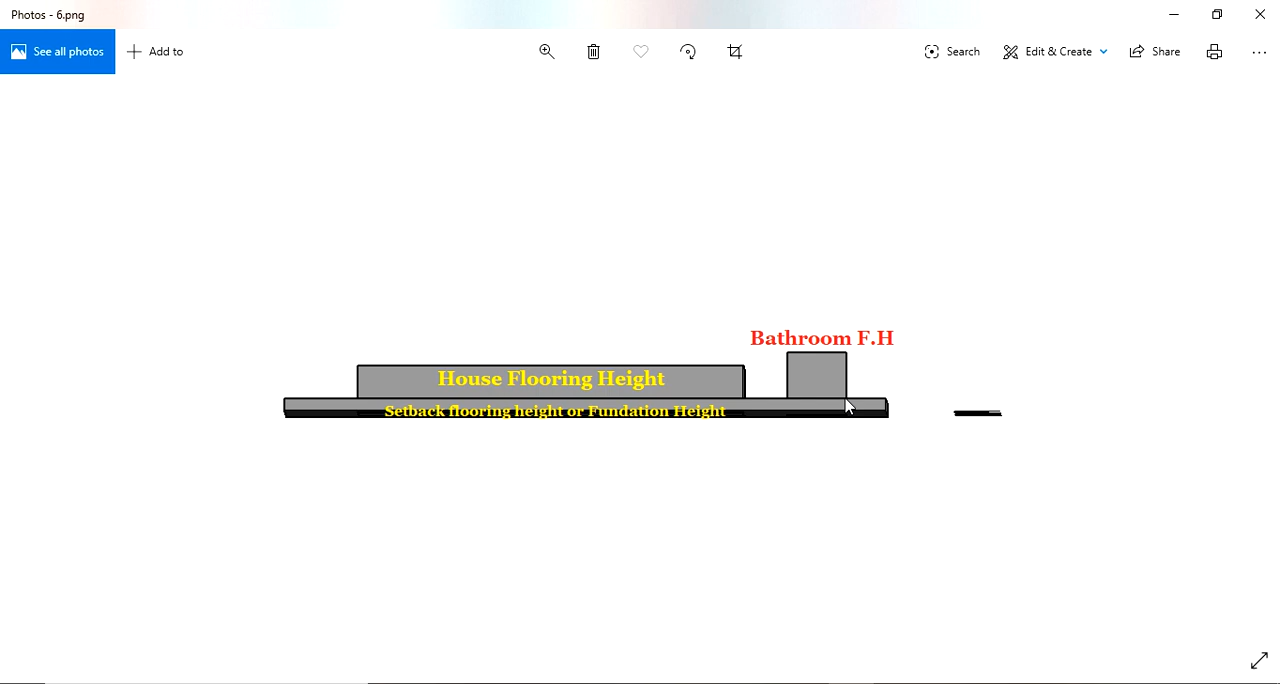 Photos - 6.png
See all photos
Add to
Search
Edit & Create
Share
Bathroom F.H
House Flooring Height
Setback flooring height or Fundation Height